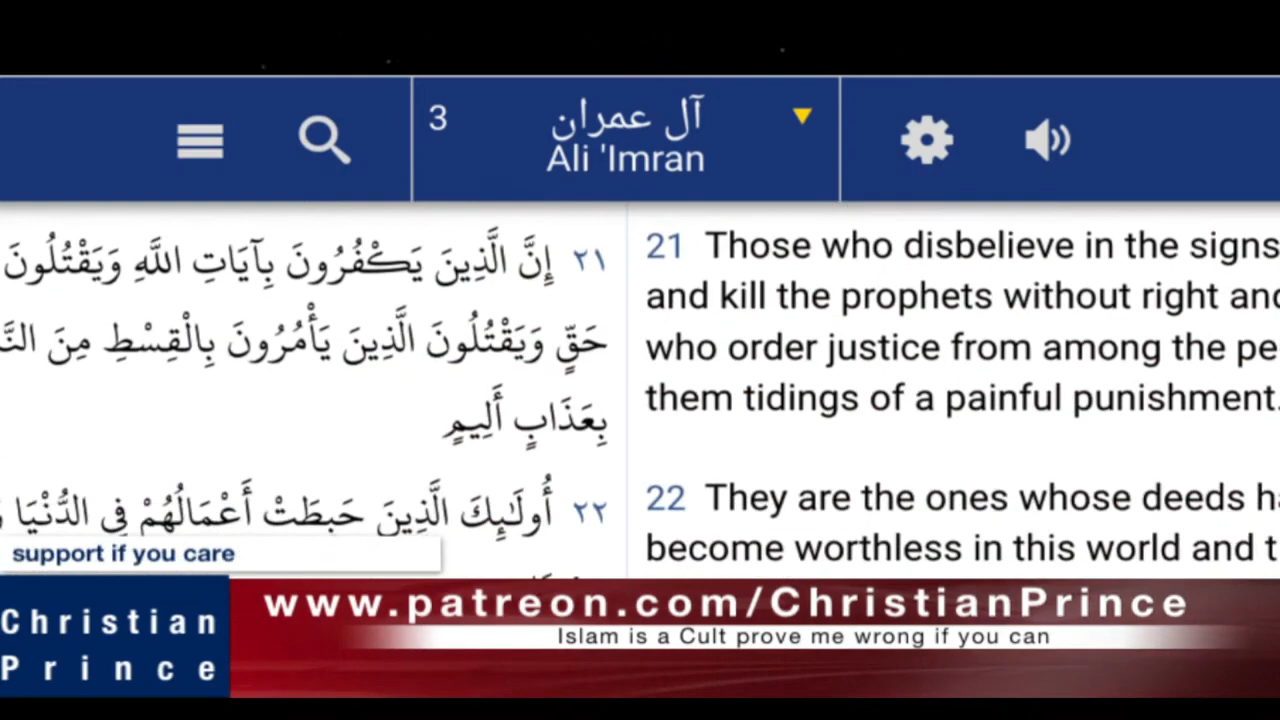 3
آل عمران
Ali 'Imran
٢١ إِنَّ الَّذِينَ يَكْفُرُونَ بِآيَاتِ اللَّهِ وَيَقْتُلُونَ
حَقٍّ وَيَقْتُلُونَ الَّذِينَ يَأْمُرُونَ بِالْقِسْطِ مِنَ
بِعَذَابٍ أَلِيمٍ
٢٢ أُولَٰئِكَ الَّذِينَ حَبِطَتْ أَعْمَالُهُمْ فِي الدُّنْيَا
21 Those who disbelieve in the signs
and kill the prophets without right
who order justice from among the
them tidings of a painful punishment.
22 They are the ones whose deeds
become worthless in this world and
support if you care
Christian
Prince
www.patreon.com/ChristianPrince
Islam is a Cult prove me wrong if you can